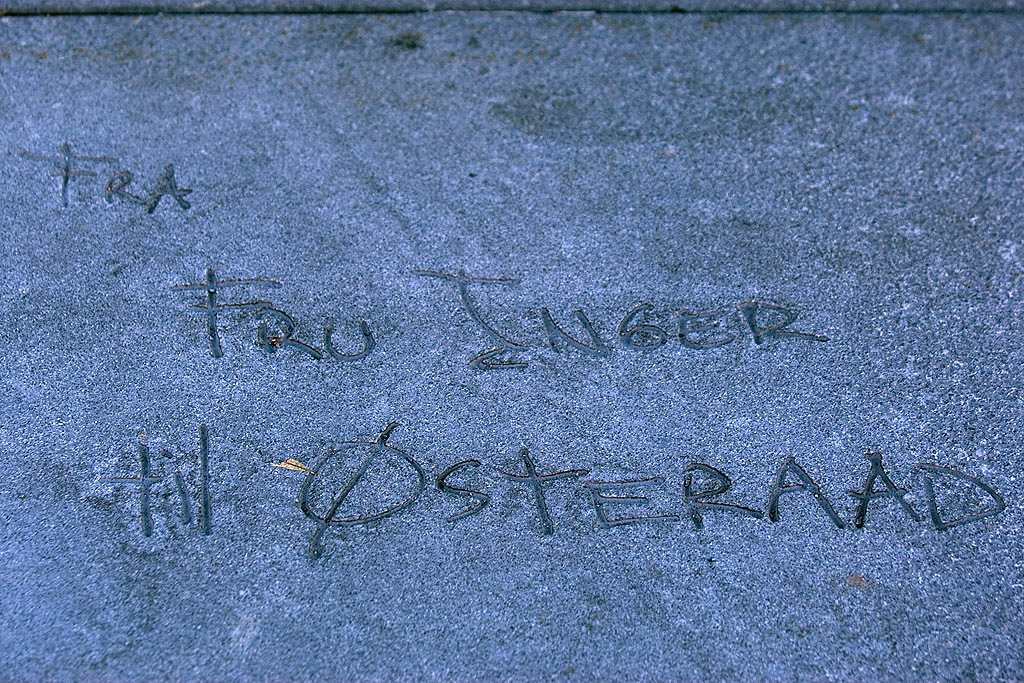 FRA
FRU INGER
til ØSTERAAD